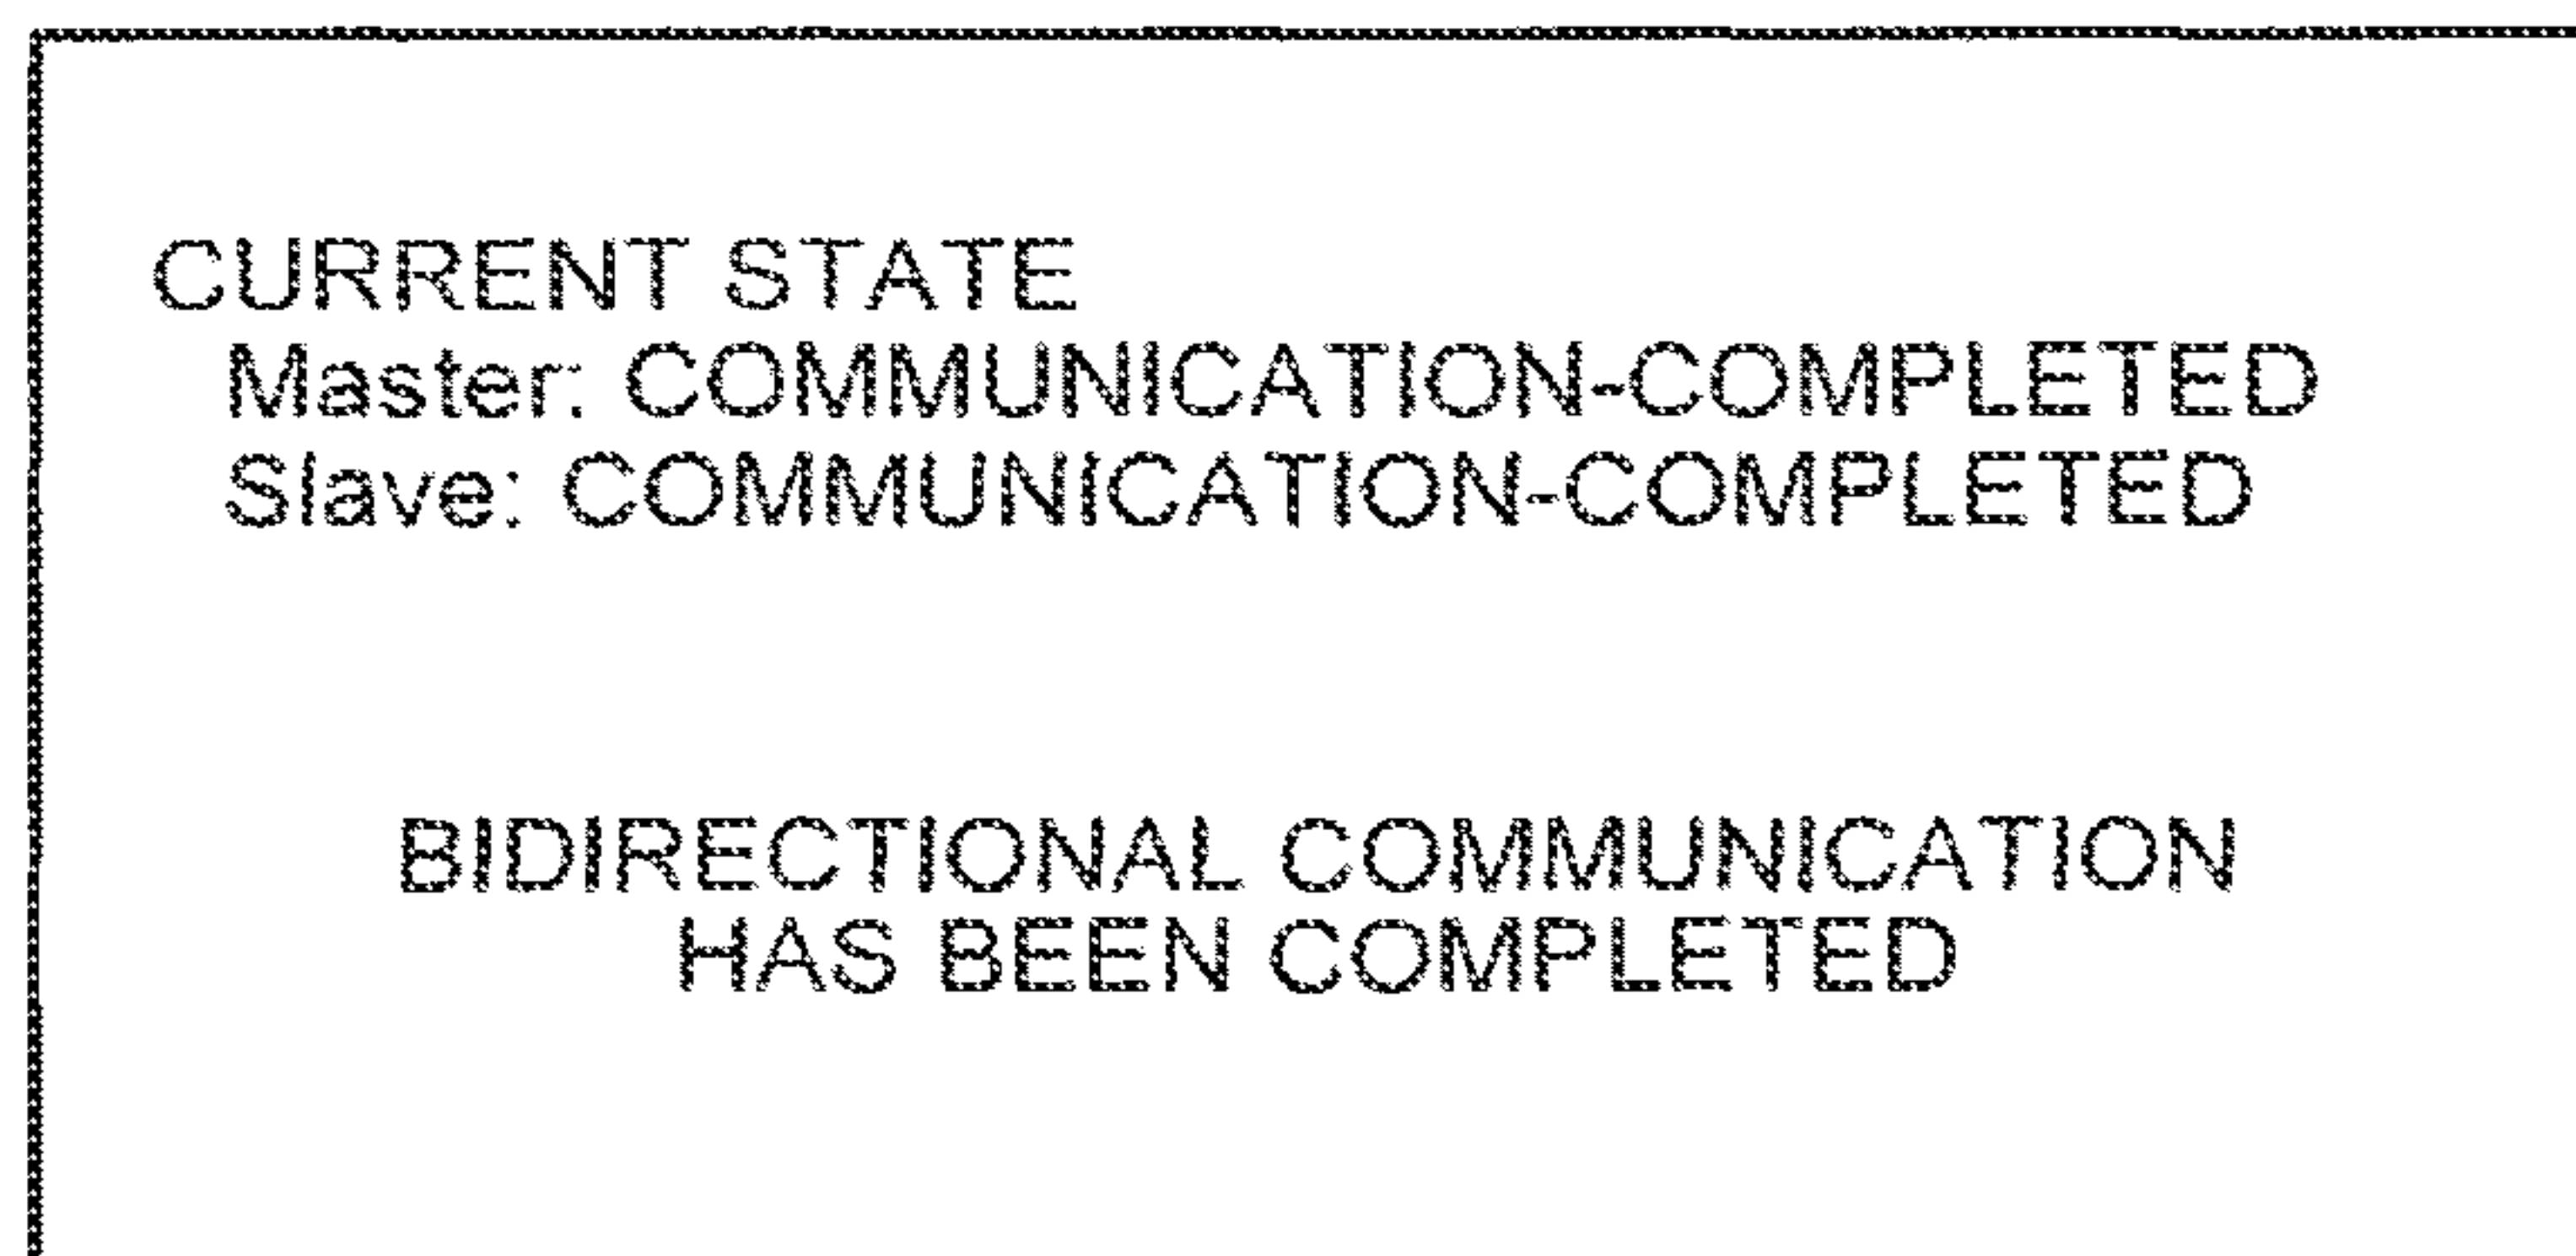 CURRENT STATE
Master: COMMUNICATION-COMPLETED
Slave: COMMUNICATION-COMPLETED
BIDIRECTIONAL COMMUNICATION
HAS BEEN COMPLETED